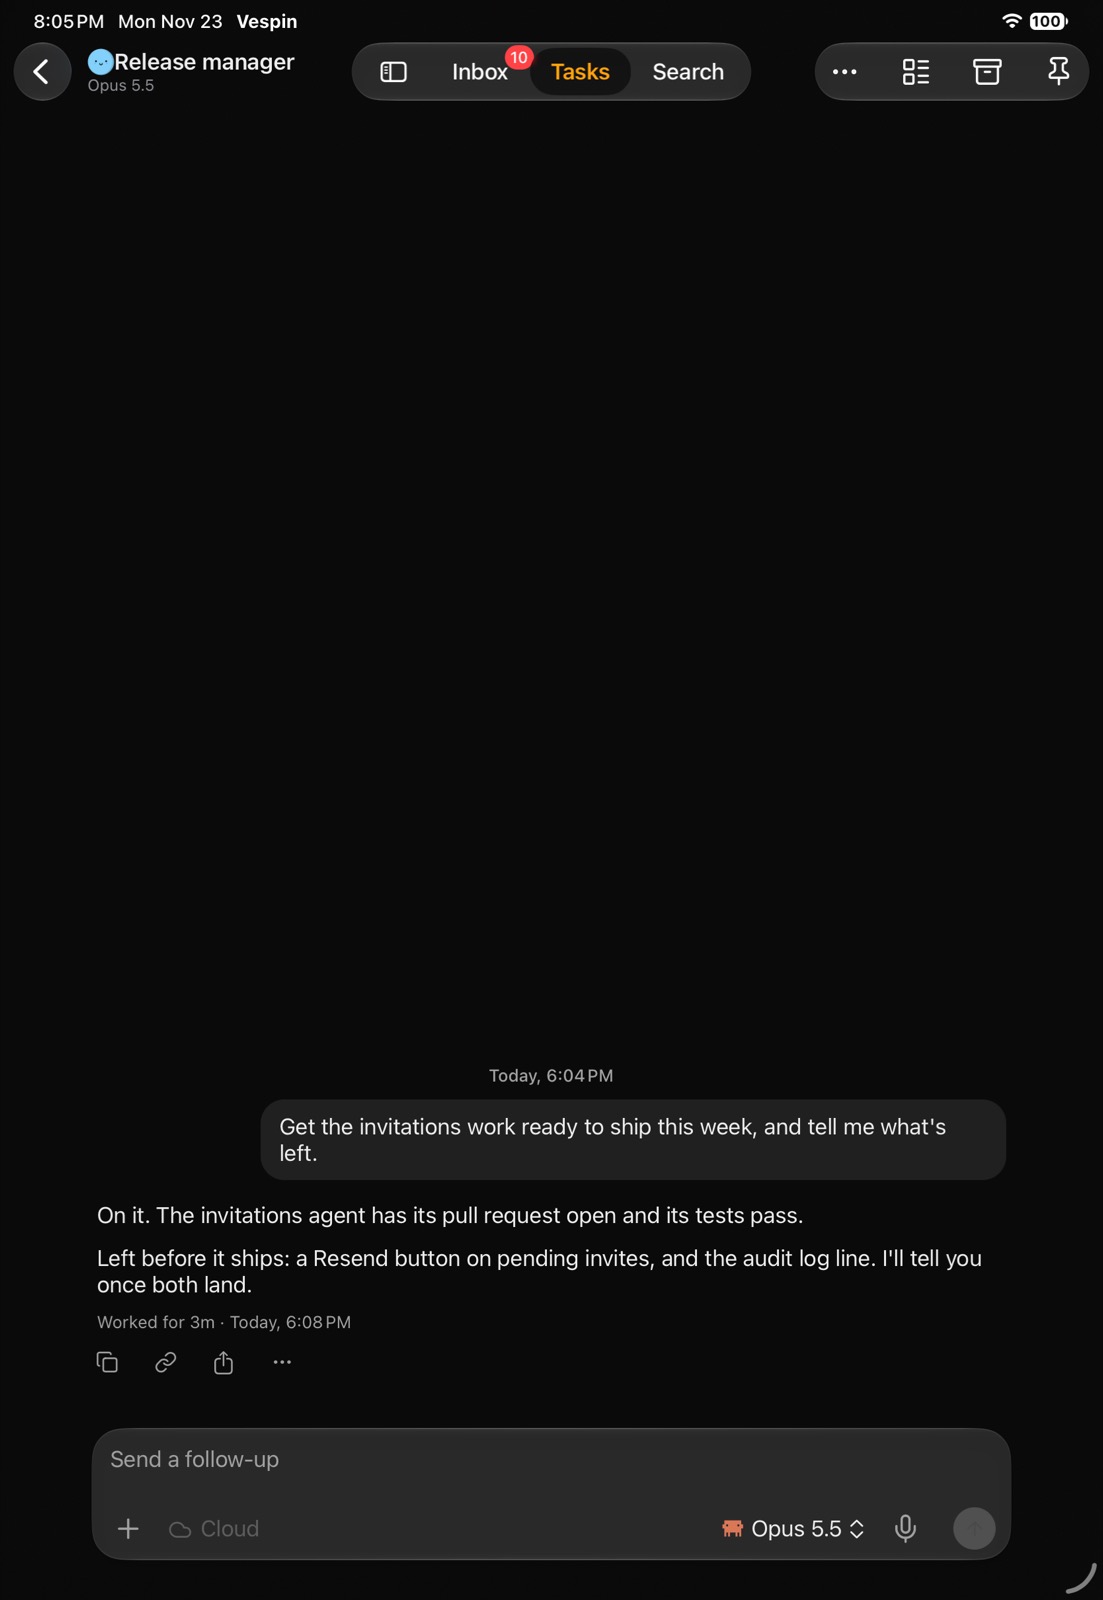 8:05 PM Mon Nov 23 Vespin
100
Release manager
Opus 5.5
Inbox
10
Tasks
Search
Today, 6:04 PM
Get the invitations work ready to ship this week, and tell me what's
left.
On it. The invitations agent has its pull request open and its tests pass.
Left before it ships: a Resend button on pending invites, and the audit log line. I'll tell you
once both land.
Worked for 3m · Today, 6:08 PM
Send a follow-up
Cloud
Opus 5.5